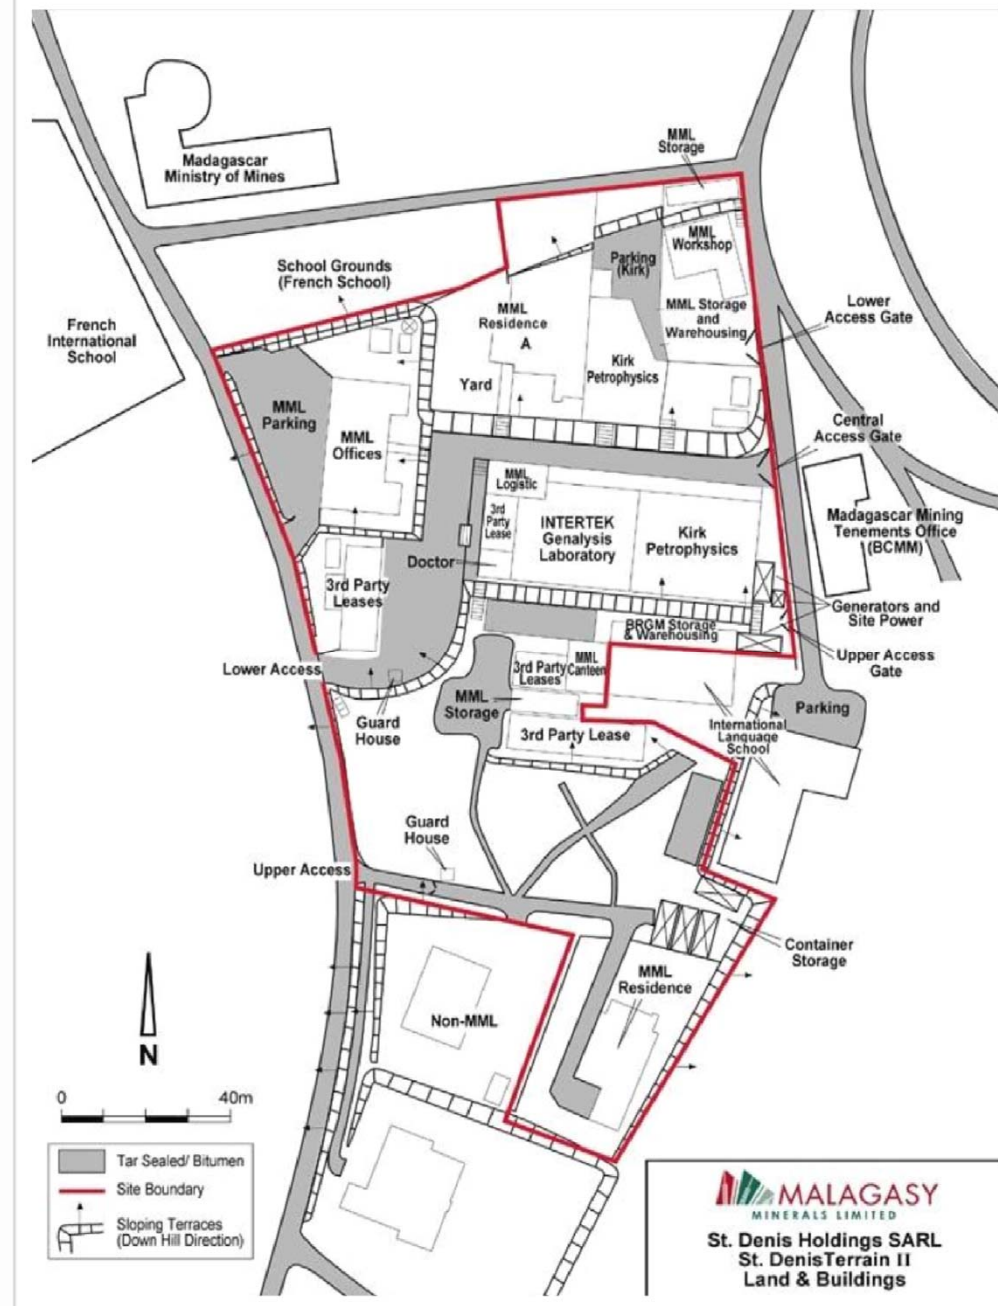 MML
Storage
Madagascar
Ministry of Mines
MML
Workshop
Parking
(Kirk)
School Grounds
(French School)
MML Storage
and
Warehousing
Lower
Access Gate
MML
Residence
A
French
International
School
Kirk
Petrophysics
Yard
MML
Parking
MML
Offices
Central
Access Gate
MML
Logistic
3rd
Party
Lease
INTERTEK
Genalysis
Laboratory
Kirk
Petrophysics
Madagascar Mining
Tenements Office
(BCMM)
Doctor
3rd Party
Leases
Generators and
Site Power
BRGM Storage
& Warehousing
Upper Access
Gate
Lower Access
3rd Party
Leases
MML
Canteen
MML
Storage
Guard
House
Parking
International
Language
School
3rd Party Lease
Guard
House
Upper Access
Container
Storage
MML
Residence
Non-MML
N
0 40m
Tar Sealed/ Bitumen
Site Boundary
Sloping Terraces
(Down Hill Direction)
MALAGASY
MINERALS LIMITED
St. Denis Holdings SARL
St. DenisTerrain II
Land & Buildings